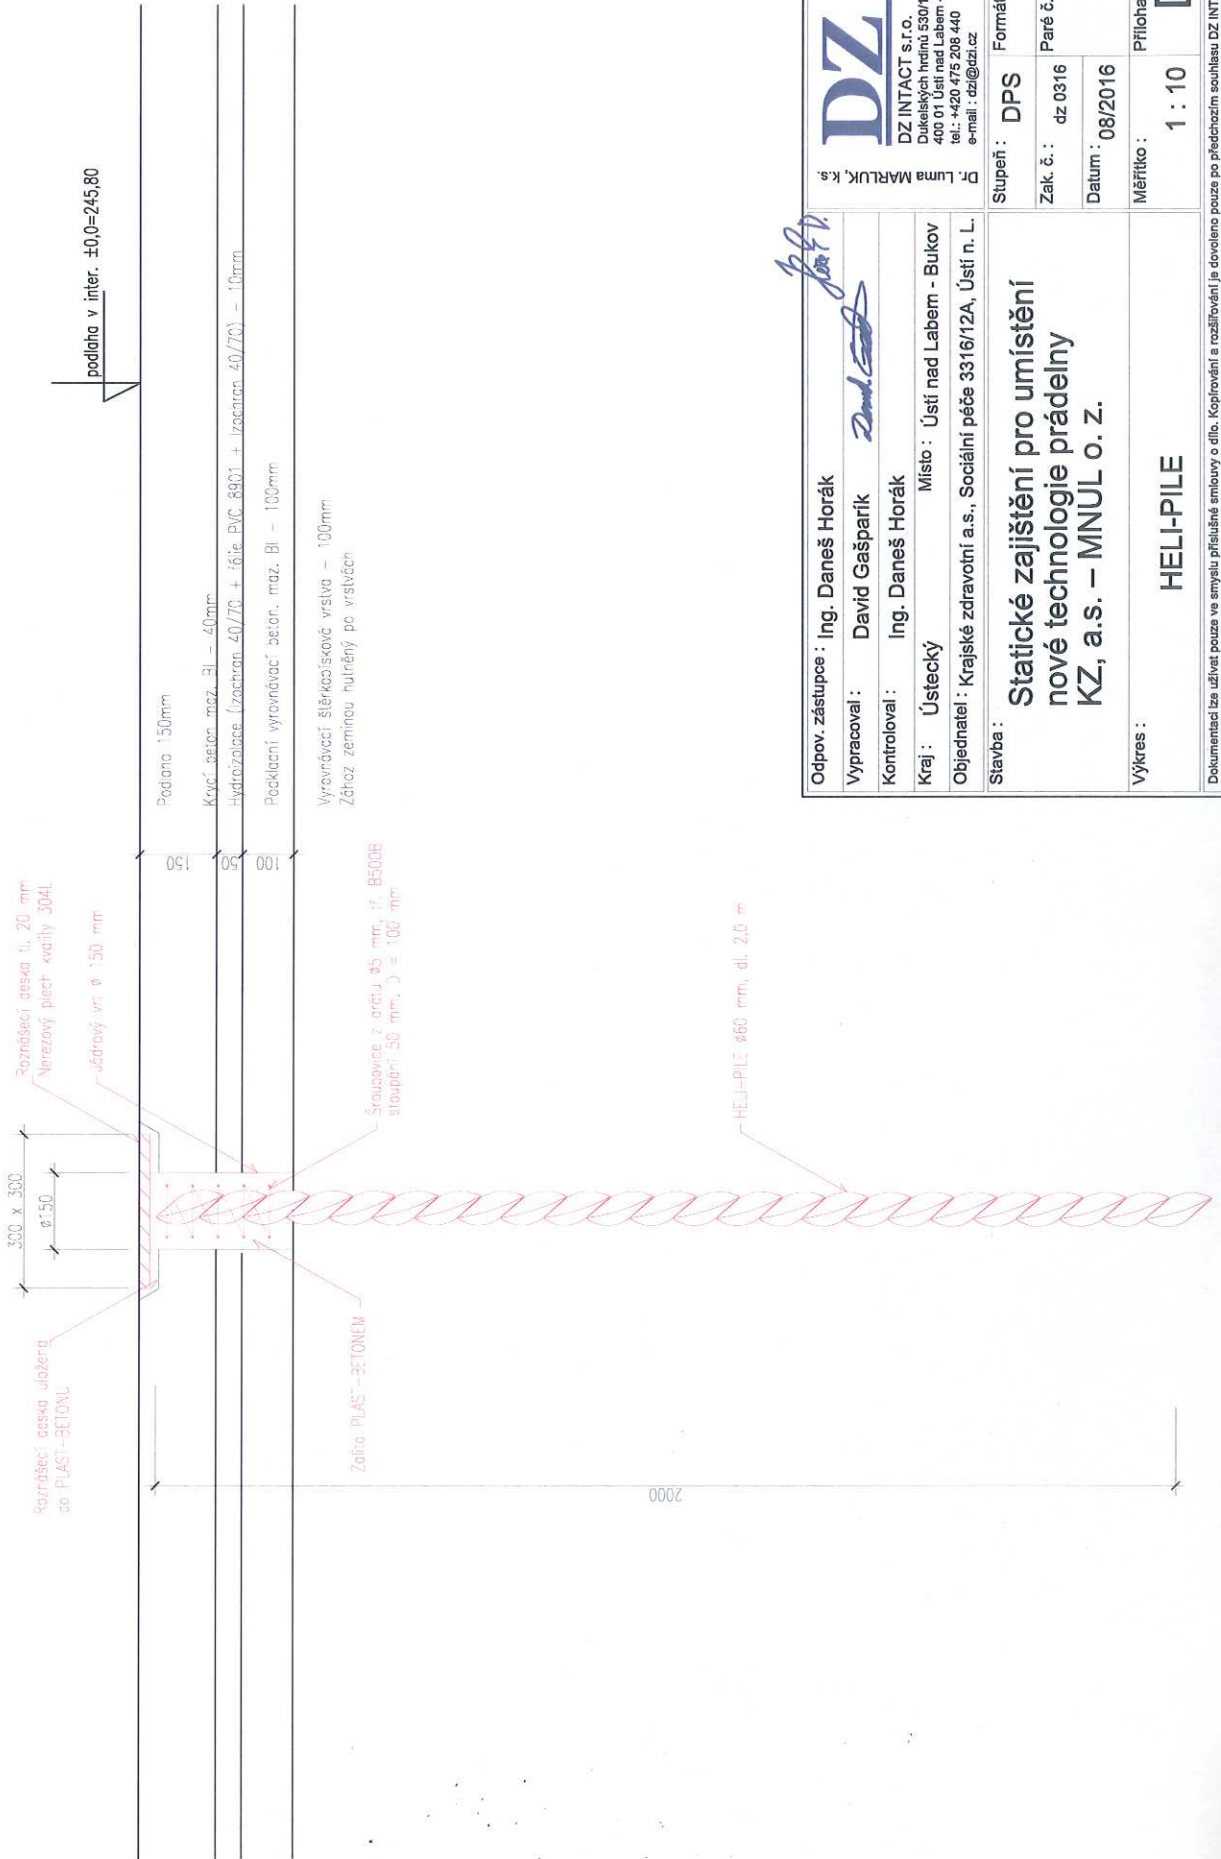 300 x 300
ø150
Roznášecí deska tl. 20 mm
Nerezový plech kvality 304L
Jádrový vrt ø 150 mm
Roznášecí deska uložena
do PLAST-BETONU
Zalito PLAST-BETONEM
Šroubovice z drátu ø5 mm, tř. B500B
stoupání 50 mm, D = 100 mm
HELI-PILE ø60 mm, dl. 2,0 m
2000
150
50
100
podlaha v inter. ±0,0=245,80
Podlaha 150mm
Krycí beton maz. BI - 40mm
Hydroizolace (Izochran 40/70 + fólie PVC 8901 + Izochran 40/70) - 10mm
Podkladní vyrovnávací beton. maz. BI - 100mm
Vyrovnávací štěrkopísková vrstva - 100mm
Zához zeminou hutněný po vrstvách
Odpov. zástupce : Ing. Daneš Horák
Vypracoval : David Gašparík
Kontroloval : Ing. Daneš Horák
Kraj : Ústecký Místo : Ústí nad Labem - Bukov
Objednatel : Krajské zdravotní a.s., Sociální péče 3316/12A, Ústí n. L.
Dr. Luma MARLUK, k.s.
DZ
DZ INTACT s.r.o.
Dukelských hrdinů 530/1
400 01 Ústí nad Labem -
tel.: +420 475 208 440
e-mail : dzi@dzi.cz
Stavba :
Statické zajištění pro umístění
nové technologie prádelny
KZ, a.s. – MNUL o. z.
Stupeň : DPS Formát
Zak. č. : dz 0316 Paré č.
Datum : 08/2016
Výkres :
HELI-PILE
Měřítko : Příloha
1 : 10
Dokumentaci lze užívat pouze ve smyslu příslušné smlouvy o dílo. Kopírování a rozšiřování je dovoleno pouze po předchozím souhlasu DZ INT